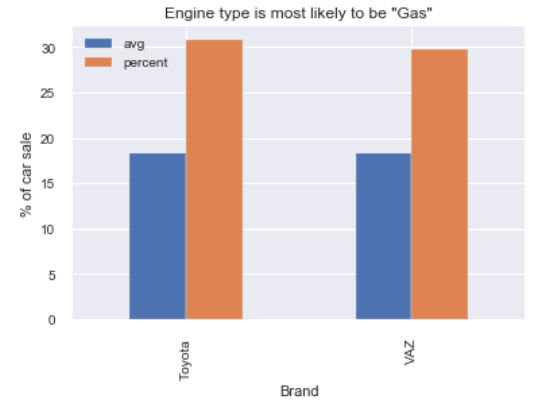 Engine type is most likely to be "Gas"
avg
percent
30
25
20
15
10
5
0
% of car sale
Toyota
VAZ
Brand